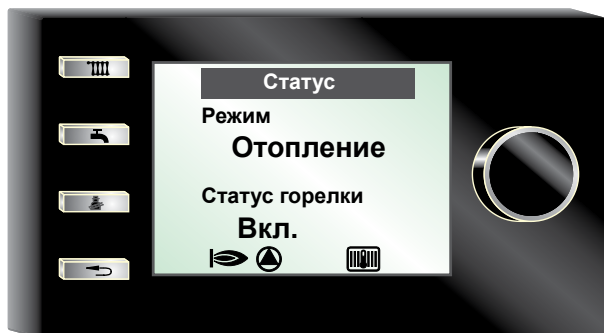 Статус
Режим
Отопление
Статус горелки
Вкл.